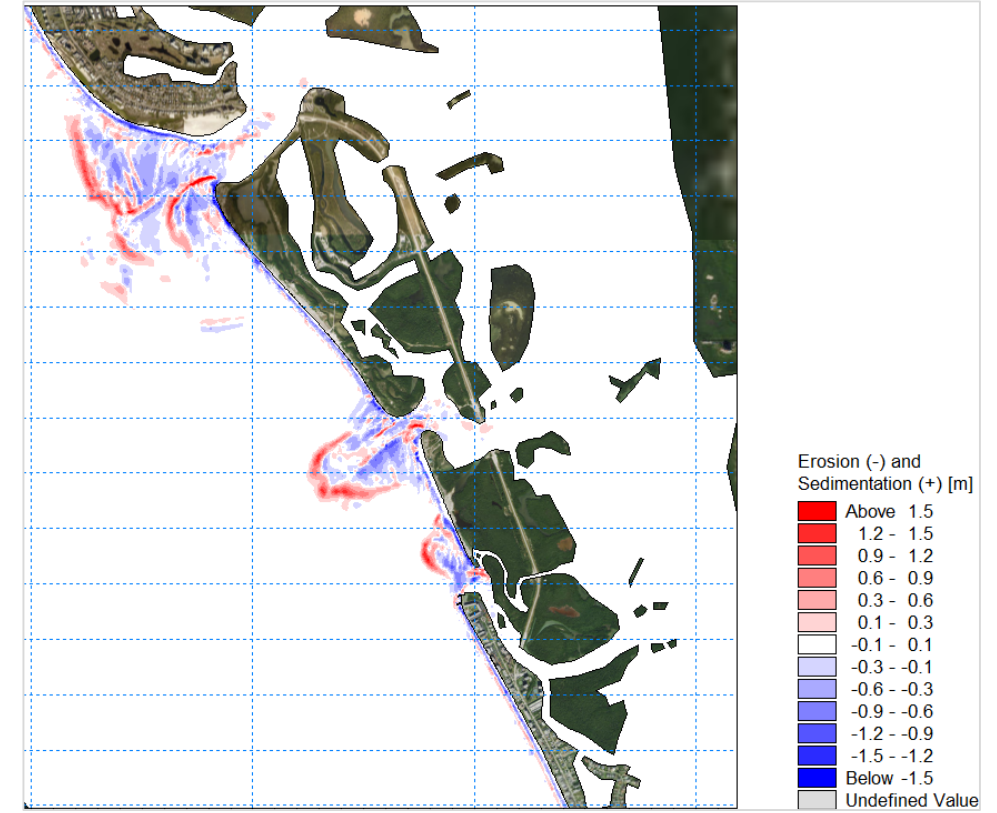 Erosion (-) and
Sedimentation (+) [m]
Above 1.5
1.2 - 1.5
0.9 - 1.2
0.6 - 0.9
0.3 - 0.6
0.1 - 0.3
-0.1 - 0.1
-0.3 - -0.1
-0.6 - -0.3
-0.9 - -0.6
-1.2 - -0.9
-1.5 - -1.2
Below -1.5
Undefined Value